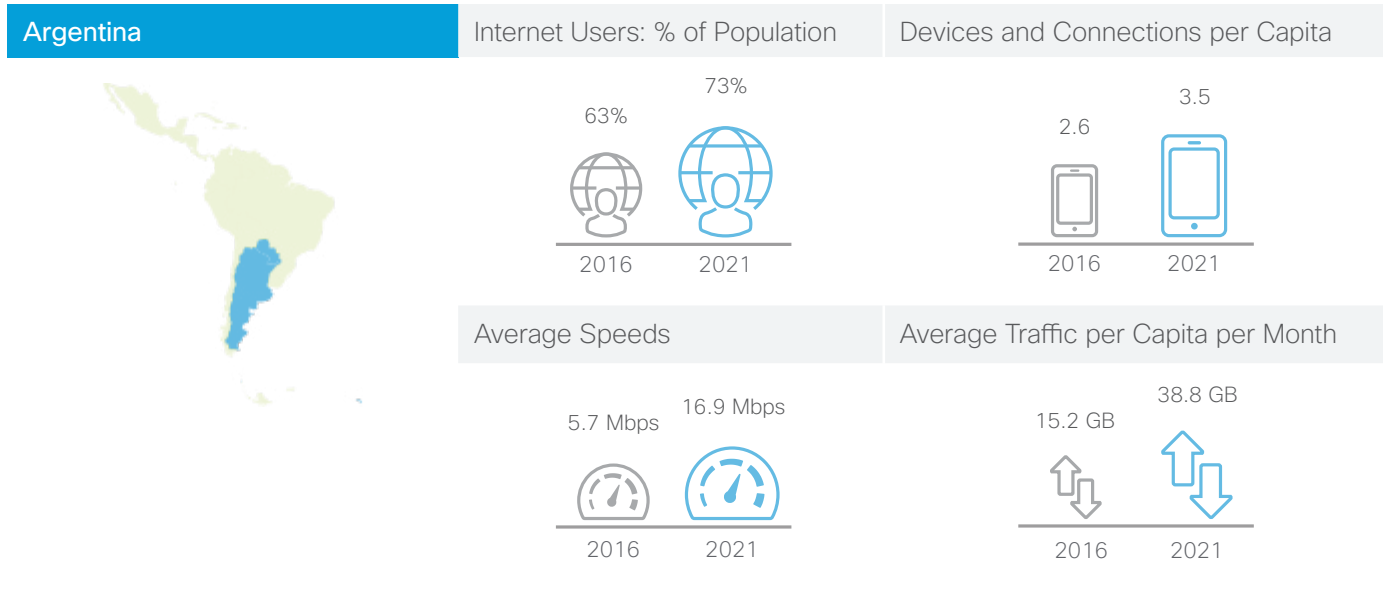 Argentina
Internet Users: % of Population
Devices and Connections per Capita
63%
73%
2016
2021
2.6
3.5
2016
2021
Average Speeds
Average Traffic per Capita per Month
5.7 Mbps
16.9 Mbps
2016
2021
15.2 GB
38.8 GB
2016
2021